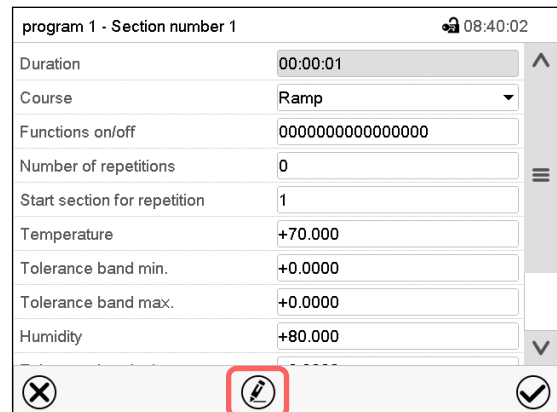 program 1 - Section number 1 08:40:02
Duration 00:00:01
Course Ramp
Functions on/off 0000000000000000
Number of repetitions 0
Start section for repetition 1
Temperature +70.000
Tolerance band min. +0.0000
Tolerance band max. +0.0000
Humidity +80.000